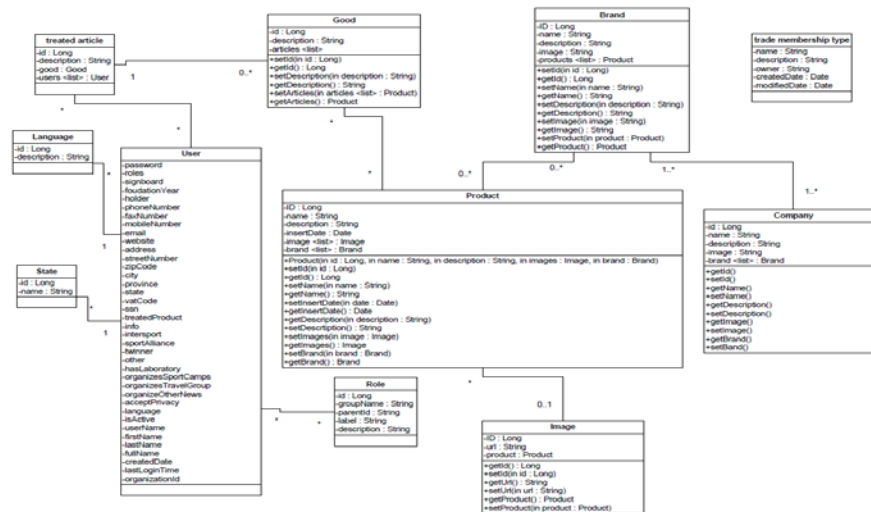 treated article
-id : Long
-description : String
-good : Good
-users <list> : User
1
*
0..*
Good
-id : Long
-description : String
-articles <list>
+setId(in id : Long)
+getId() : Long
+setDescription(in description : String)
+getDescription() : String
+setArticles(in articles <list> : Product)
+getArticles() : Product
*
*
Brand
-ID : Long
-name : String
-description : String
-image : String
-products <list> : Product
+setId(in id : Long)
+getId() : Long
+setName(in name : String)
+getName() : String
+setDescription(in description : String)
+getDescription() : String
+setImage(in image : String)
+getImage() : String
+setProduct(in product : Product)
+getProduct() : Product
0..*
0..*
1..*
1..*
trade membership type
-name : String
-description : String
-owner : String
-createdDate : Date
-modifiedDate : Date
Language
-id : Long
-description : String
*
1
State
-id : Long
-name : String
*
1
*
User
-password
-roles
-signboard
-foudationYear
-holder
-phoneNumber
-faxNumber
-mobileNumber
-email
-website
-address
-streetNumber
-zipCode
-city
-province
-state
-vatCode
-ssn
-treatedProduct
-info
-intersport
-sportAlliance
-twinner
-other
-hasLaboratory
-organizesSportCamps
-organizesTravelGroup
-organizeOtherNews
-acceptPrivacy
-language
-isActive
-userName
-firstName
-lastName
-fullName
-createdDate
-lastLoginTime
-organizationId
*
*
Role
-id : Long
-groupName : String
-parentId : String
-label : String
-description : String
Product
-ID : Long
-name : String
-description : String
-insertDate : Date
-image <list> : Image
-brand <list> : Brand
+Product(in id : Long, in name : String, in description : String, in images : Image, in brand : Brand)
+setId(in id : Long)
+getId() : Long
+setName(in name : String)
+getName() : String
+setInsertDate(in date : Date)
+getInsertDate() : Date
+getDescription(in description : String)
+setDescrtiption() : String
+setImages(in image : Image)
+getImages() : Image
+setBrand(in brand : Brand)
+getBrand() : Brand
*
0..1
Company
-id : Long
-name : String
-description : String
-image : String
-brand <list> : Brand
+getId()
+setId()
+getName()
+setName()
+getDescription()
+setDescription()
+getImage()
+setImage()
+getBrand()
+setBand()
Image
-ID : Long
-url : String
-product : Product
+getId() : Long
+setId(in id : Long)
+getUrl() : String
+setUrl(in url : String)
+getProduct() : Product
+setProduct(in product : Product)